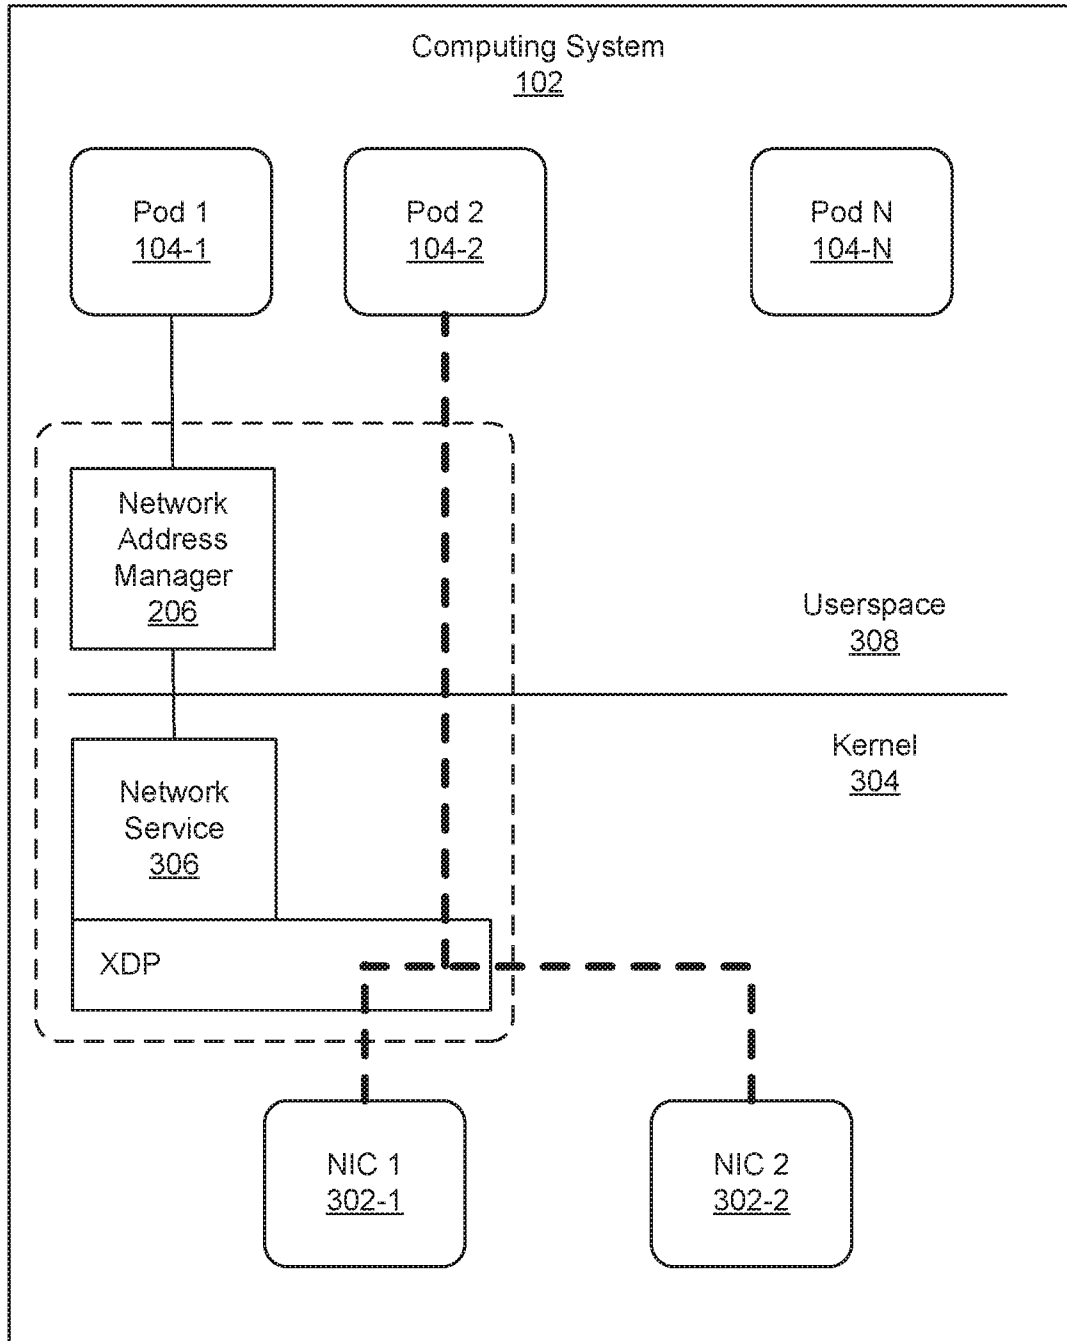 Computing System
102
Pod 1
104-1
Pod 2
104-2
Pod N
104-N
Network
Address
Manager
206
Userspace
308
Kernel
304
Network
Service
306
XDP
NIC 1
302-1
NIC 2
302-2